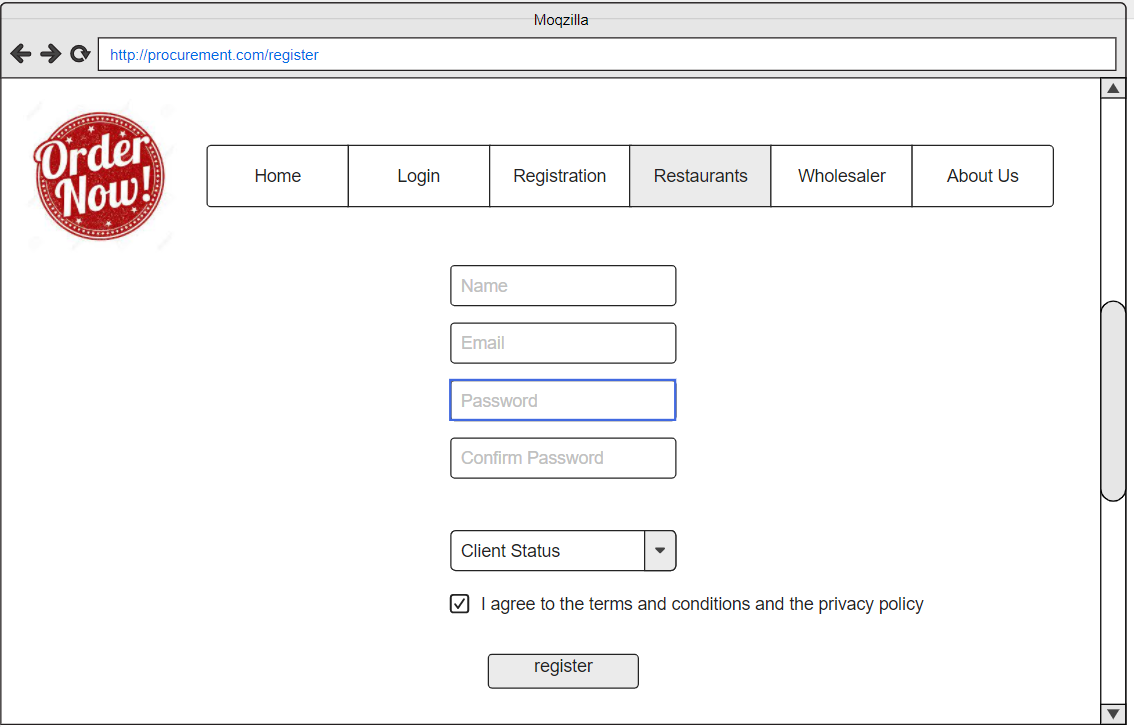 Moqzilla
http://procurement.com/register
Order
Now!
Home Login Registration Restaurants Wholesaler About Us
Name
Email
Password
Confirm Password
Client Status
I agree to the terms and conditions and the privacy policy
register